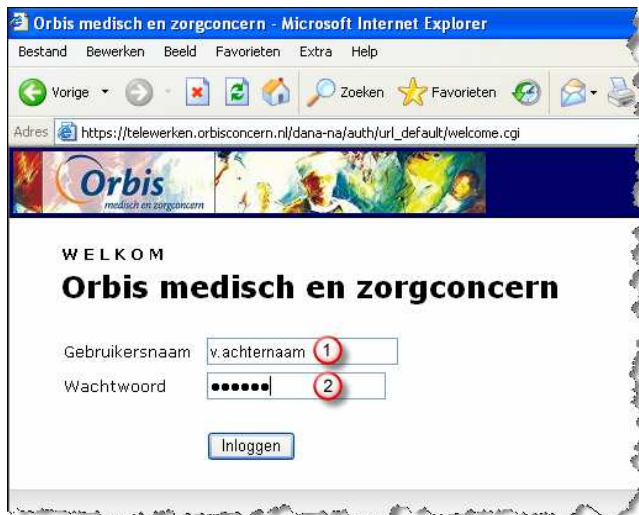 Orbis medisch en zorgconcern - Microsoft Internet Explorer
Bestand Bewerken Beeld Favorieten Extra Help
Vorige Zoeken Favorieten
Adres https://telewerken.orbisconcern.nl/dana-na/auth/url_default/welcome.cgi
Orbis
medisch en zorgconcern
WELKOM
Orbis medisch en zorgconcern
Gebruikersnaam v.achternaam 1
Wachtwoord ●●●●●● 2
Inloggen